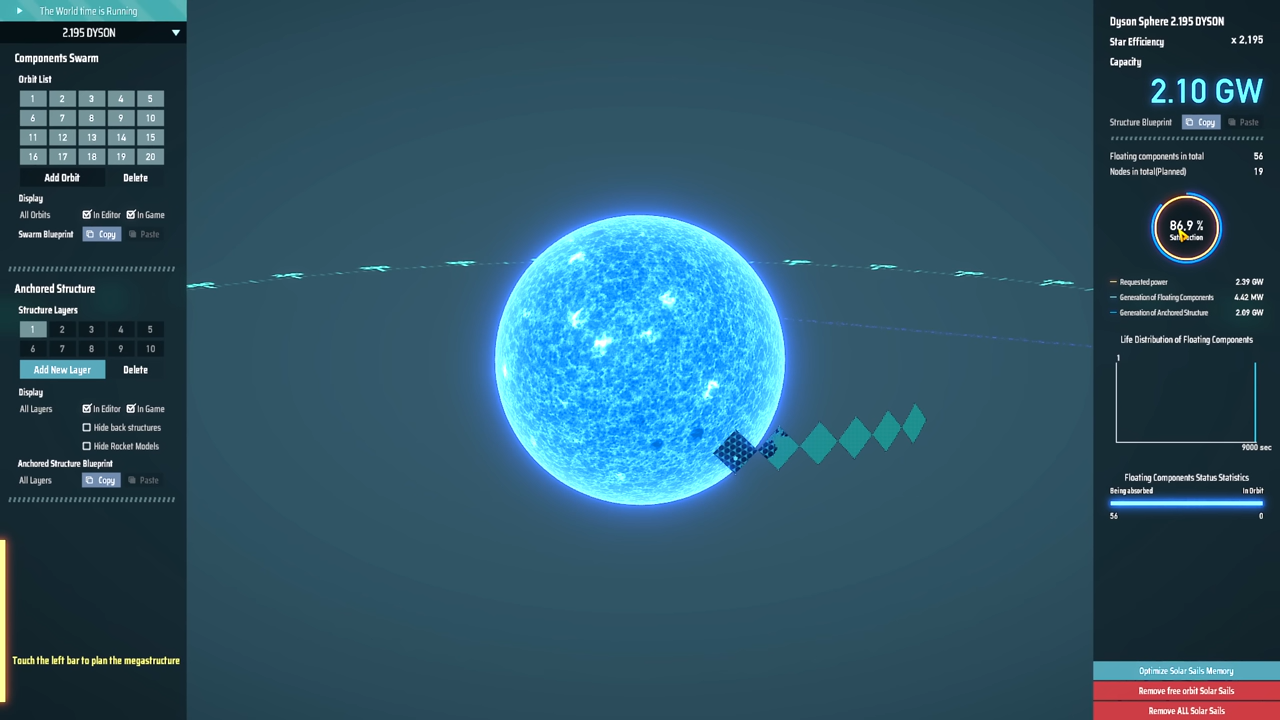 The World time is Running
2.195 DYSON
Components Swarm
Orbit List
1 2 3 4 5
6 7 8 9 10
11 12 13 14 15
16 17 18 19 20
Add Orbit Delete
Display
All Orbits In Editor In Game
Swarm Blueprint Copy Paste
Anchored Structure
Structure Layers
1 2 3 4 5
6 7 8 9 10
Add New Layer Delete
Display
All Layers In Editor In Game
Hide back structures
Hide Rocket Models
Anchored Structure Blueprint
All Layers Copy Paste
Touch the left bar to plan the megastructure
Dyson Sphere 2.195 DYSON
Star Efficiency x 2,195
Capacity
2.10 GW
Structure Blueprint Copy Paste
Floating components in total 56
Nodes in total(Planned) 19
86.9 %
Satisfaction
Requested power 2.39 GW
Generation of Floating Components 4.42 MW
Generation of Anchored Structure 2.09 GW
Life Distribution of Floating Components
1
9000 sec
Floating Components Status Statistics
Being absorbed In Orbit
56 0
Optimize Solar Sails Memory
Remove free orbit Solar Sails
Remove ALL Solar Sails